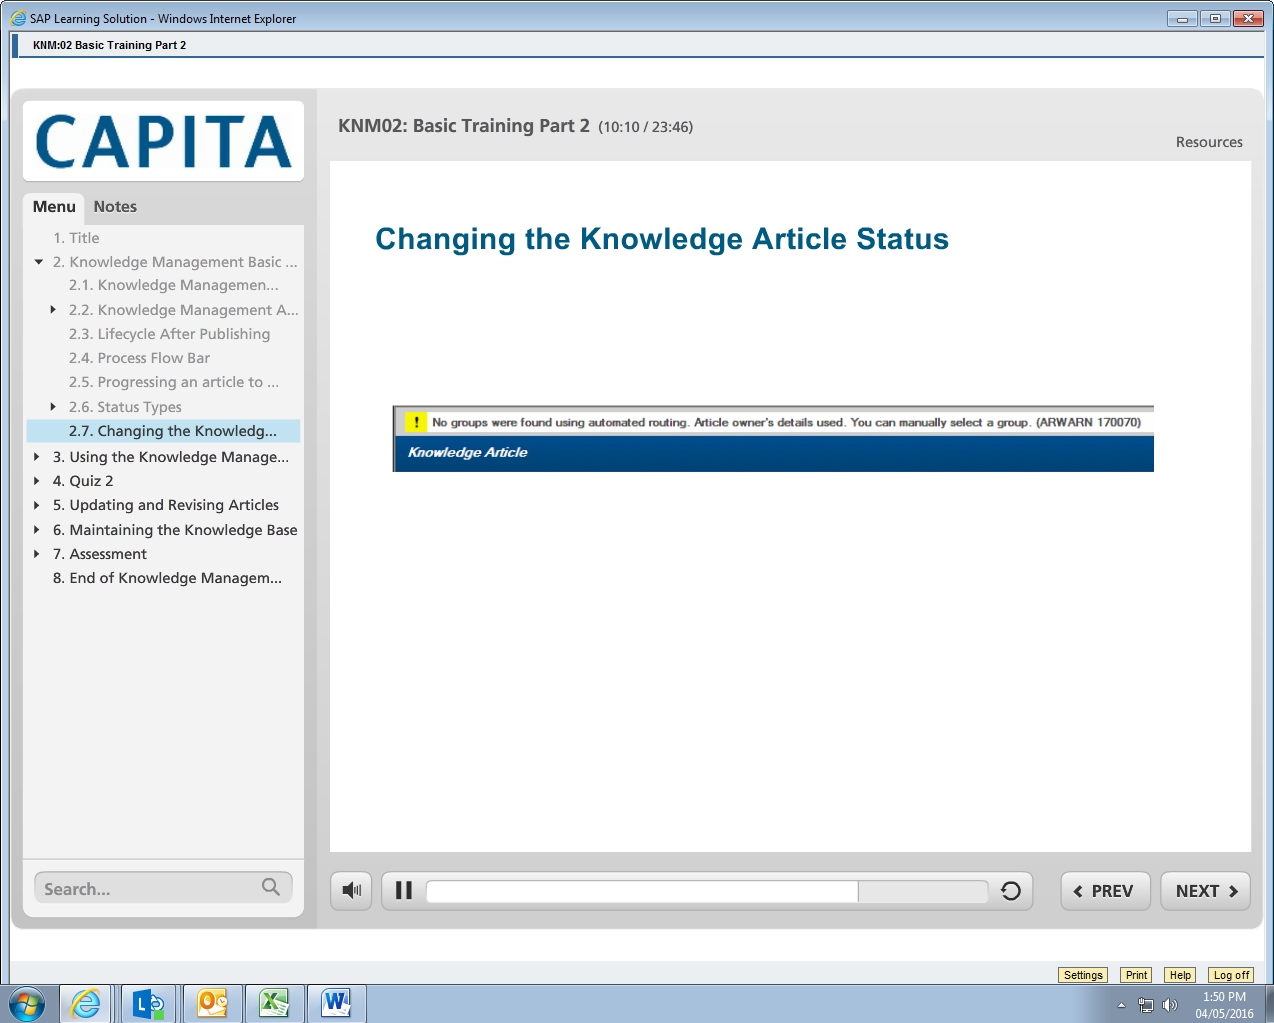 SAP Learning Solution - Windows Internet Explorer
KNM:02 Basic Training Part 2
CAPITA
KNM02: Basic Training Part 2 (10:10 / 23:46)
Resources
Menu
Notes
1. Title
2. Knowledge Management Basic ...
2.1. Knowledge Managemen...
2.2. Knowledge Management A...
2.3. Lifecycle After Publishing
2.4. Process Flow Bar
2.5. Progressing an article to ...
2.6. Status Types
2.7. Changing the Knowledg...
3. Using the Knowledge Manage...
4. Quiz 2
5. Updating and Revising Articles
6. Maintaining the Knowledge Base
7. Assessment
8. End of Knowledge Managem...
Search...
Changing the Knowledge Article Status
! No groups were found using automated routing. Article owner's details used. You can manually select a group. (ARWARN 170070)
Knowledge Article
PREV
NEXT
Settings
Print
Help
Log off
1:50 PM
04/05/2016